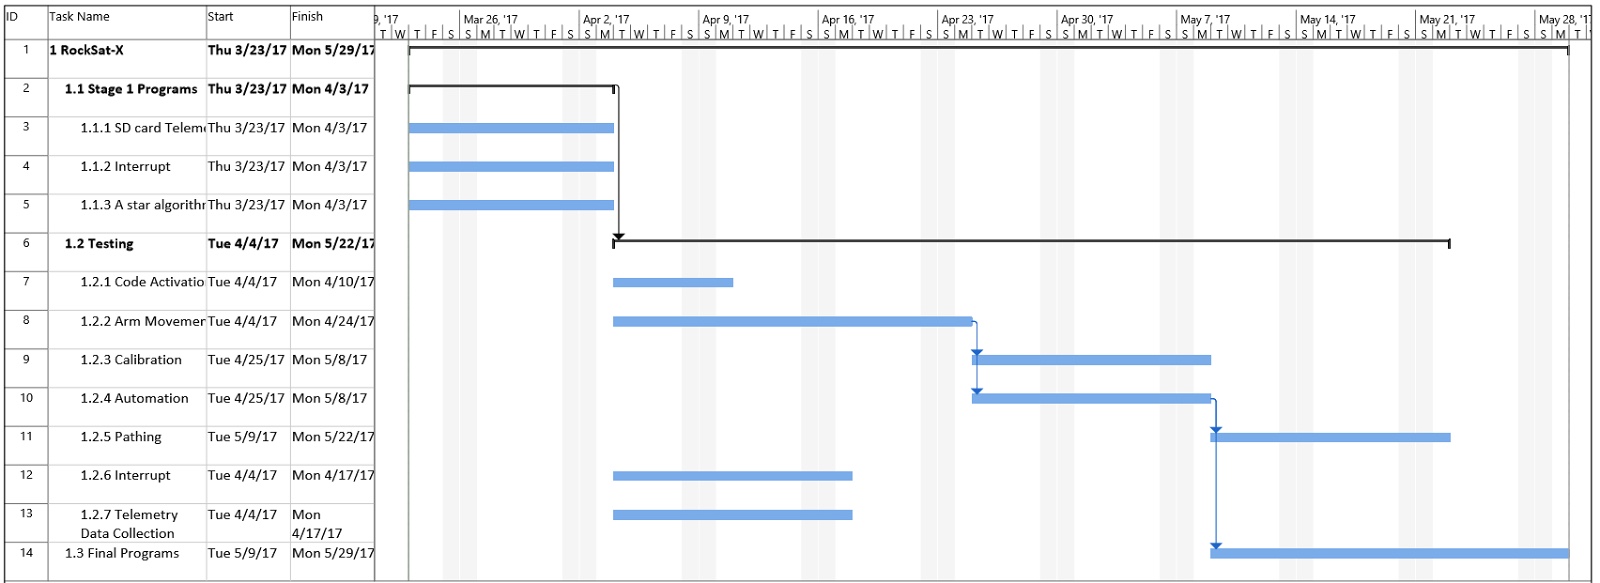 ID Task Name Start Finish 9, '17 Mar 26, '17 Apr 2, '17 Apr 9, '17 Apr 16, '17 Apr 23, '17 Apr 30, '17 May 7, '17 May 14, '17 May 21, '17 May 28, '17
T W T F S S M T W T F S S M T W T F S S M T W T F S S M T W T F S S M T W T F S S M T W T F S S M T W T F S S M T W T F S S M T W T F S S M T
1 1 RockSat-X Thu 3/23/17 Mon 5/29/17
2 1.1 Stage 1 Programs Thu 3/23/17 Mon 4/3/17
3 1.1.1 SD card Telem Thu 3/23/17 Mon 4/3/17
4 1.1.2 Interrupt Thu 3/23/17 Mon 4/3/17
5 1.1.3 A star algorith Thu 3/23/17 Mon 4/3/17
6 1.2 Testing Tue 4/4/17 Mon 5/22/17
7 1.2.1 Code Activatio Tue 4/4/17 Mon 4/10/17
8 1.2.2 Arm Movemen Tue 4/4/17 Mon 4/24/17
9 1.2.3 Calibration Tue 4/25/17 Mon 5/8/17
10 1.2.4 Automation Tue 4/25/17 Mon 5/8/17
11 1.2.5 Pathing Tue 5/9/17 Mon 5/22/17
12 1.2.6 Interrupt Tue 4/4/17 Mon 4/17/17
13 1.2.7 Telemetry Tue 4/4/17 Mon
Data Collection 4/17/17
14 1.3 Final Programs Tue 5/9/17 Mon 5/29/17